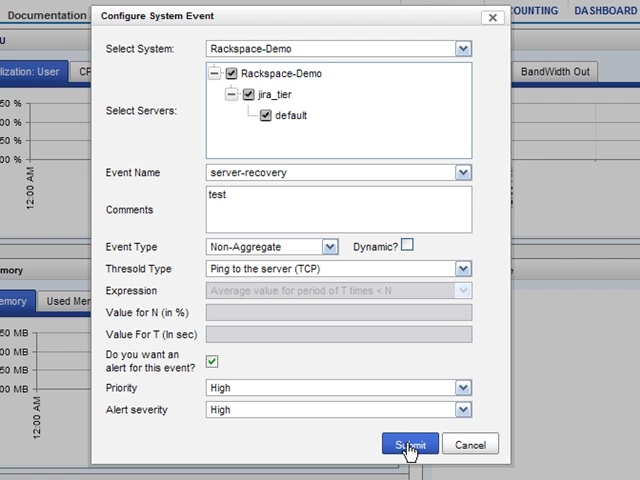 Documentation
COUNTING
DASHBOARD
Configure System Event
lization: User
CP
BandWidth Out
Select System:
Rackspace-Demo
Select Servers:
Rackspace-Demo
jira_tier
default
50 %
00 %
50 %
00 %
12:00 AM
Event Name
server-recovery
Comments
test
Event Type
Non-Aggregate
Dynamic?
Thresold Type
Ping to the server (TCP)
emory
Expression
Average value for period of T times < N
emory
Used Mem
Value for N (in %)
Value For T (In sec)
50 MB
00 MB
50 MB
00 MB
12:00 AM
Do you want an
alert for this event?
Priority
High
Alert severity
High
Submit
Cancel